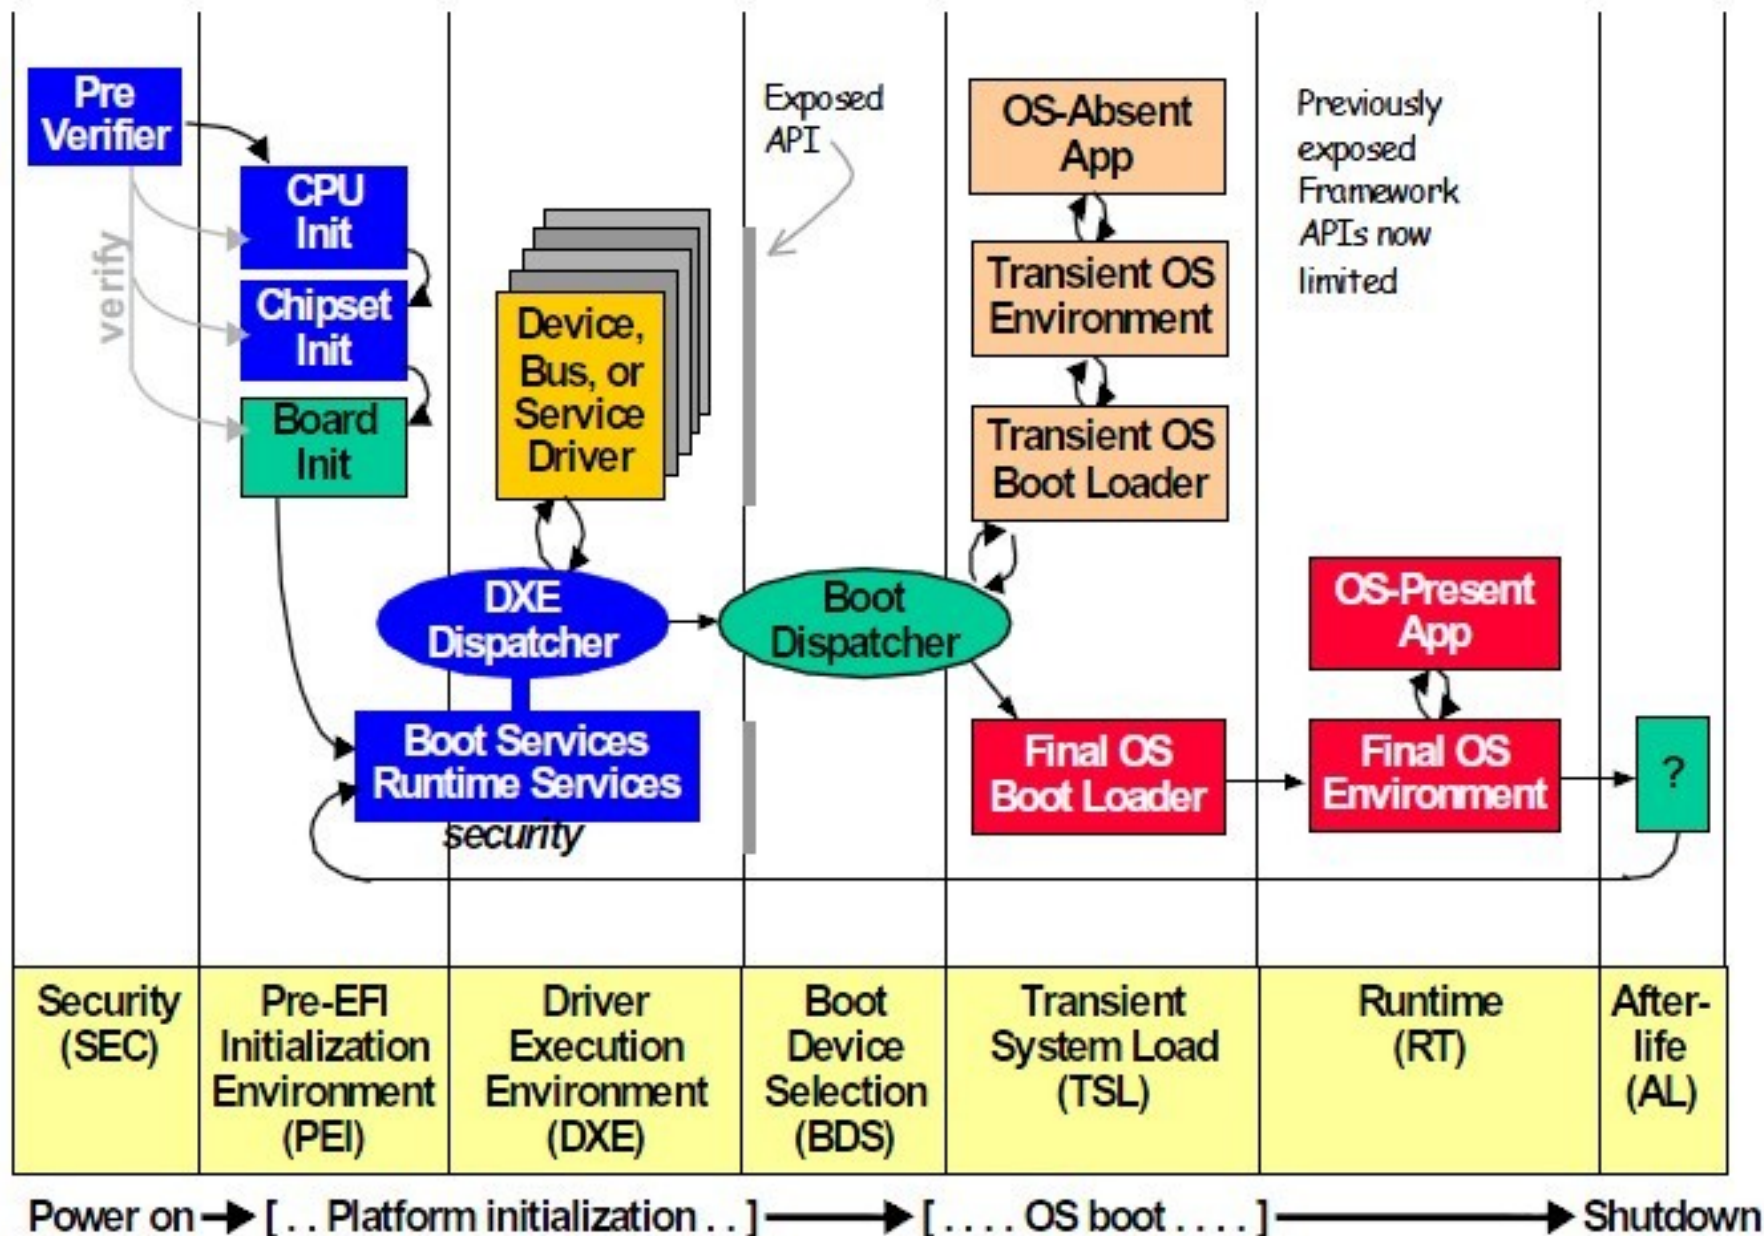 Pre
Verifier
verify
CPU
Init
Chipset
Init
Board
Init
Device,
Bus, or
Service
Driver
DXE
Dispatcher
Boot Services
Runtime Services
security
Exposed
API
Boot
Dispatcher
OS-Absent
App
Transient OS
Environment
Transient OS
Boot Loader
Final OS
Boot Loader
Previously
exposed
Framework
APIs now
limited
OS-Present
App
Final OS
Environment
?
Security
(SEC)
Pre-EFI
Initialization
Environment
(PEI)
Driver
Execution
Environment
(DXE)
Boot
Device
Selection
(BDS)
Transient
System Load
(TSL)
Runtime
(RT)
After-
life
(AL)
Power on [ . . Platform initialization . . ] [ . . . . OS boot . . . . ] Shutdown